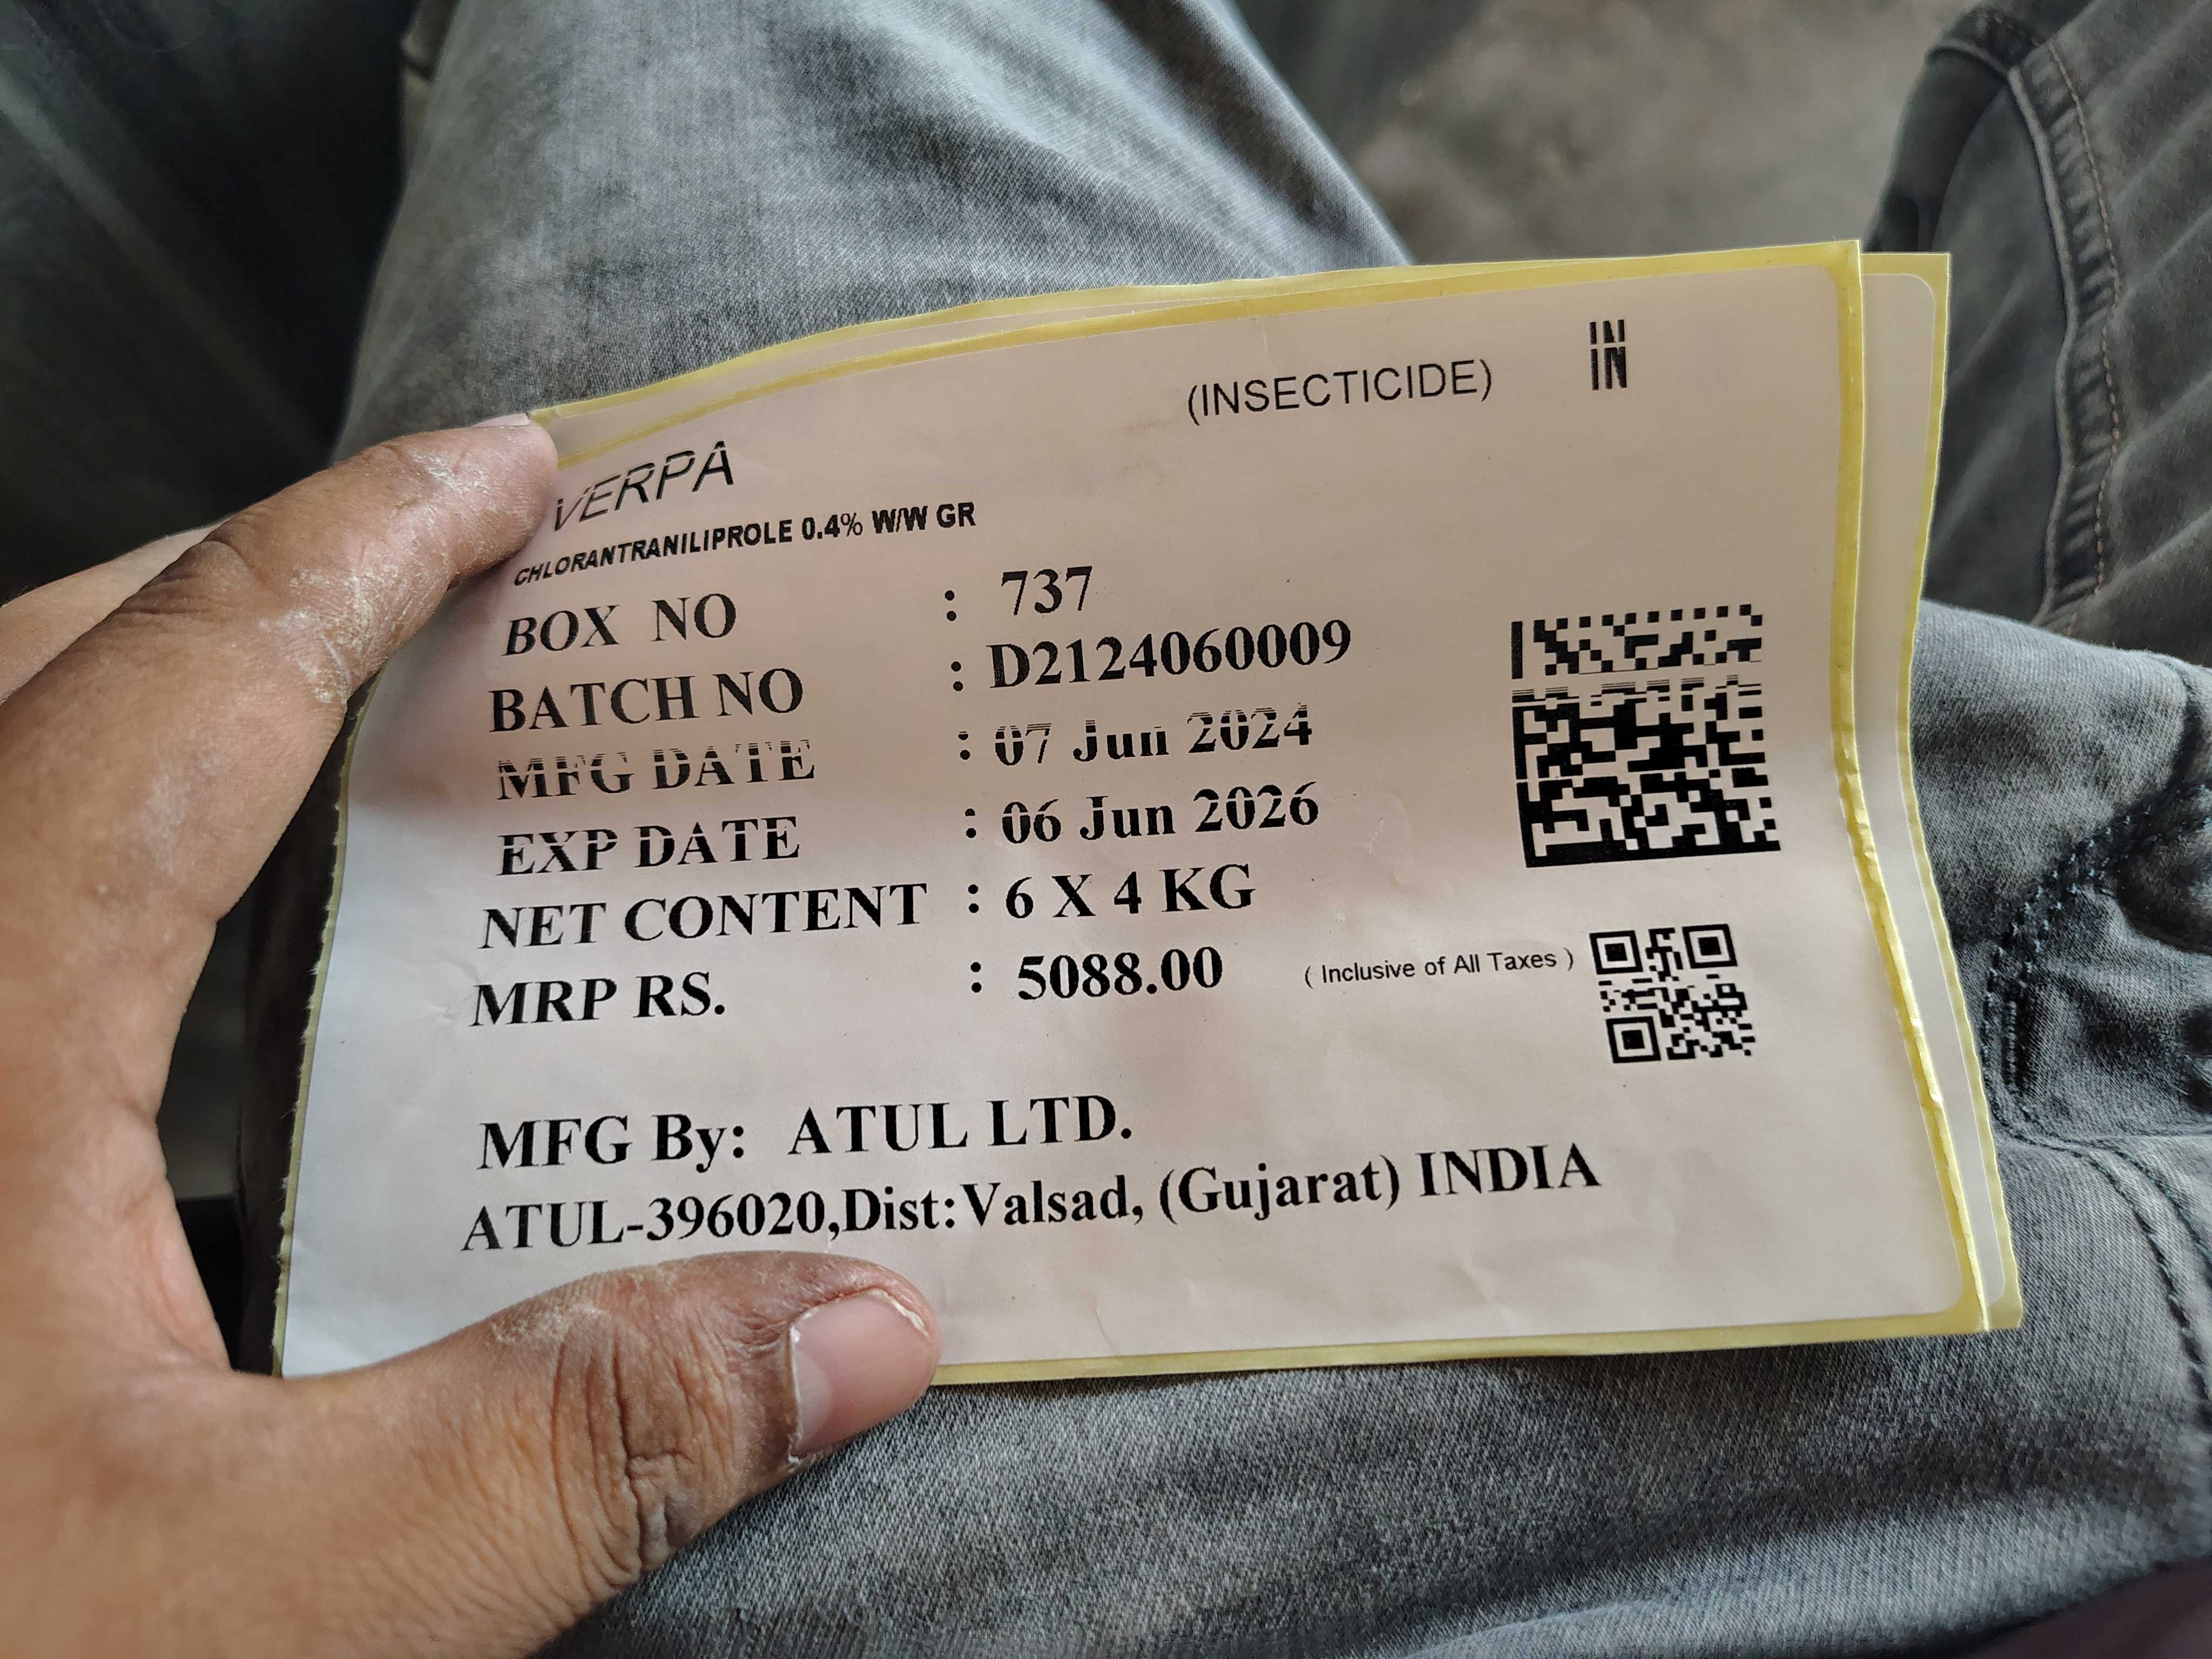 (INSECTICIDE) IN
VERPA
CHLORANTRANILIPROLE 0.4% W/W GR
BOX NO : 737
BATCH NO : D2124060009
MFG DATE : 07 Jun 2024
EXP DATE : 06 Jun 2026
NET CONTENT : 6 X 4 KG
MRP RS. : 5088.00 ( Inclusive of All Taxes )
MFG By: ATUL LTD.
ATUL-396020,Dist:Valsad, (Gujarat) INDIA